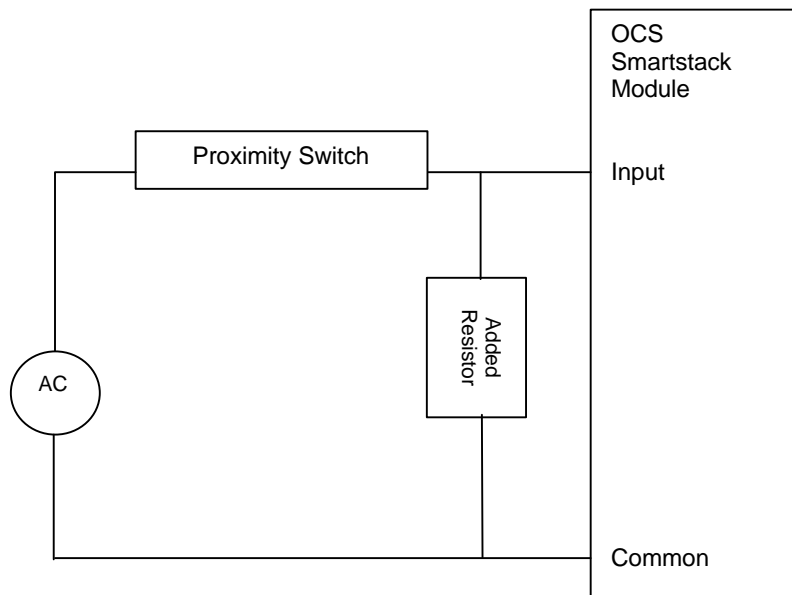 OCS
Smartstack
Module
Proximity Switch
Input
Added
Resistor
AC
Common